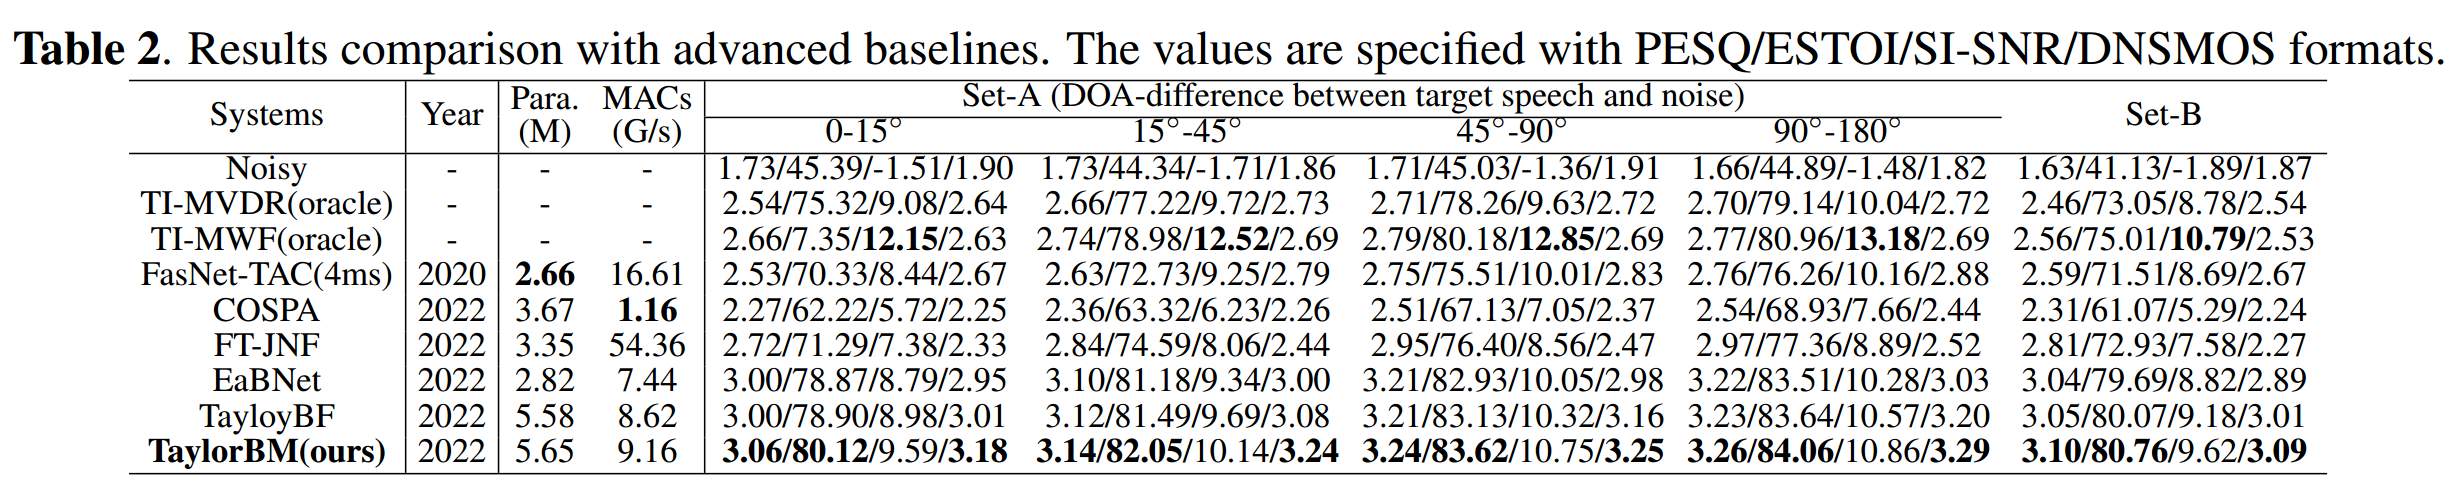 Table 2. Results comparison with advanced baselines. The values are specified with PESQ/ESTOI/SI-SNR/DNSMOS formats.
Systems Year Para. (M) MACs (G/s) Set-A (DOA-difference between target speech and noise) Set-B
0-15° 15°-45° 45°-90° 90°-180°
Noisy - - - 1.73/45.39/-1.51/1.90 1.73/44.34/-1.71/1.86 1.71/45.03/-1.36/1.91 1.66/44.89/-1.48/1.82 1.63/41.13/-1.89/1.87
TI-MVDR(oracle) - - - 2.54/75.32/9.08/2.64 2.66/77.22/9.72/2.73 2.71/78.26/9.63/2.72 2.70/79.14/10.04/2.72 2.46/73.05/8.78/2.54
TI-MWF(oracle) - - - 2.66/7.35/12.15/2.63 2.74/78.98/12.52/2.69 2.79/80.18/12.85/2.69 2.77/80.96/13.18/2.69 2.56/75.01/10.79/2.53
FasNet-TAC(4ms) 2020 2.66 16.61 2.53/70.33/8.44/2.67 2.63/72.73/9.25/2.79 2.75/75.51/10.01/2.83 2.76/76.26/10.16/2.88 2.59/71.51/8.69/2.67
COSPA 2022 3.67 1.16 2.27/62.22/5.72/2.25 2.36/63.32/6.23/2.26 2.51/67.13/7.05/2.37 2.54/68.93/7.66/2.44 2.31/61.07/5.29/2.24
FT-JNF 2022 3.35 54.36 2.72/71.29/7.38/2.33 2.84/74.59/8.06/2.44 2.95/76.40/8.56/2.47 2.97/77.36/8.89/2.52 2.81/72.93/7.58/2.27
EaBNet 2022 2.82 7.44 3.00/78.87/8.79/2.95 3.10/81.18/9.34/3.00 3.21/82.93/10.05/2.98 3.22/83.51/10.28/3.03 3.04/79.69/8.82/2.89
TayloyBF 2022 5.58 8.62 3.00/78.90/8.98/3.01 3.12/81.49/9.69/3.08 3.21/83.13/10.32/3.16 3.23/83.64/10.57/3.20 3.05/80.07/9.18/3.01
TaylorBM(ours) 2022 5.65 9.16 3.06/80.12/9.59/3.18 3.14/82.05/10.14/3.24 3.24/83.62/10.75/3.25 3.26/84.06/10.86/3.29 3.10/80.76/9.62/3.09